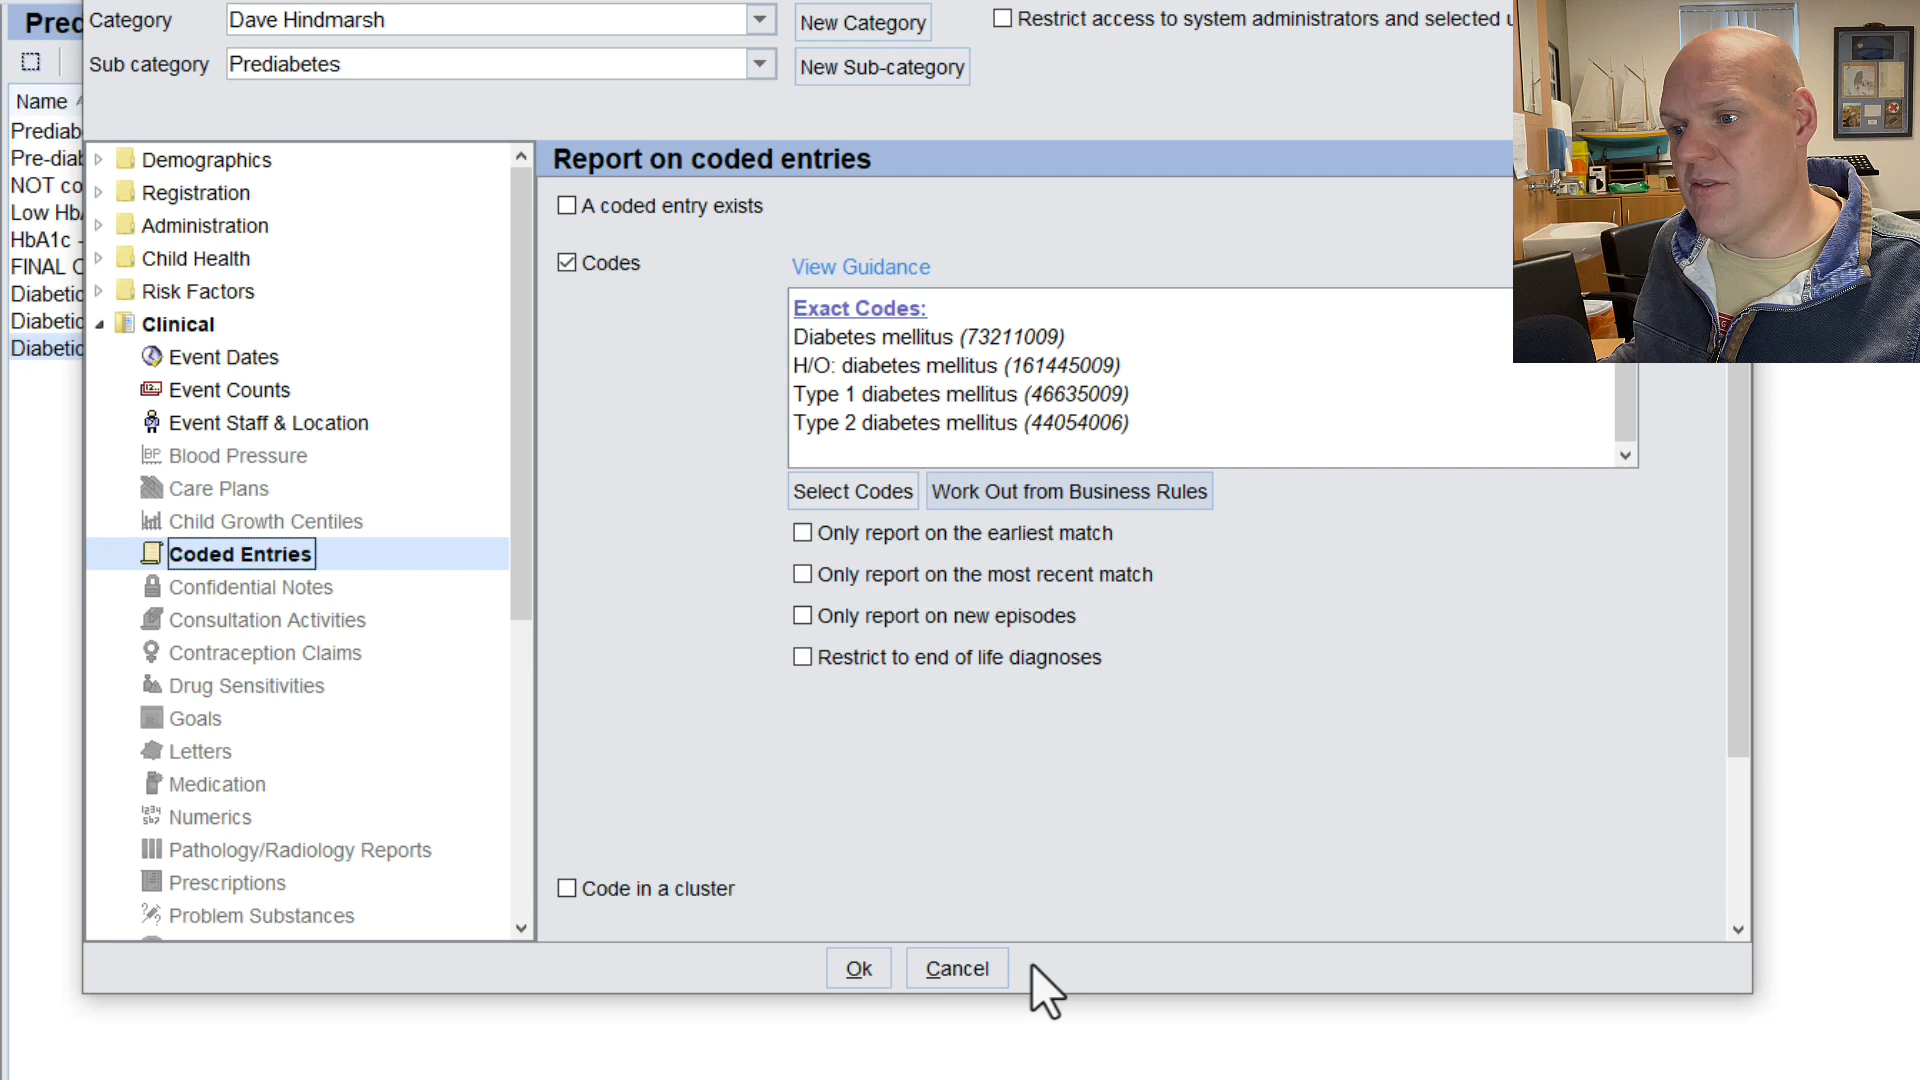 Pred
Category
Dave Hindmarsh
New Category
Restrict access to system administrators and selected u
Sub category
Prediabetes
New Sub-category
Name
Prediab
Pre-diab
NOT co
Low HbA
HbA1c -
FINAL C
Diabetic
Diabetic
Diabetic
Demographics
Registration
Administration
Child Health
Risk Factors
Clinical
Event Dates
Event Counts
Event Staff & Location
Blood Pressure
Care Plans
Child Growth Centiles
Coded Entries
Confidential Notes
Consultation Activities
Contraception Claims
Drug Sensitivities
Goals
Letters
Medication
Numerics
Pathology/Radiology Reports
Prescriptions
Problem Substances
Report on coded entries
A coded entry exists
Codes
View Guidance
Exact Codes:
Diabetes mellitus (73211009)
H/O: diabetes mellitus (161445009)
Type 1 diabetes mellitus (46635009)
Type 2 diabetes mellitus (44054006)
Select Codes
Work Out from Business Rules
Only report on the earliest match
Only report on the most recent match
Only report on new episodes
Restrict to end of life diagnoses
Code in a cluster
Ok
Cancel